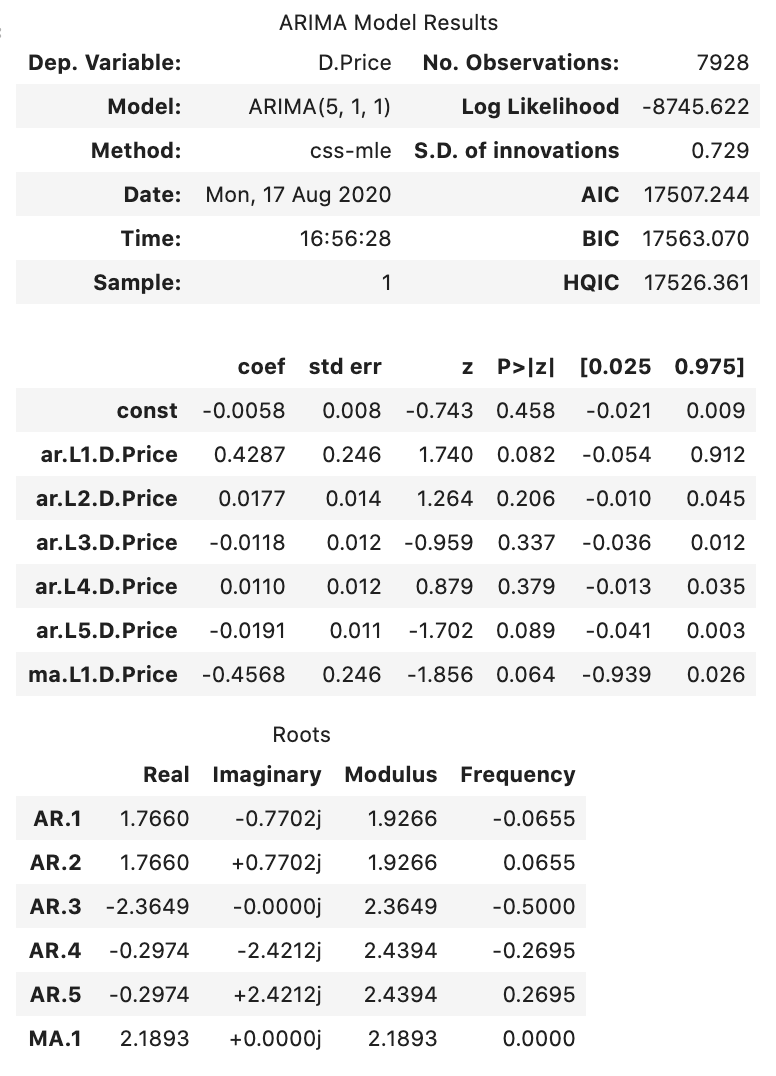 ARIMA Model Results
Dep. Variable: D.Price No. Observations: 7928
Model: ARIMA(5, 1, 1) Log Likelihood -8745.622
Method: css-mle S.D. of innovations 0.729
Date: Mon, 17 Aug 2020 AIC 17507.244
Time: 16:56:28 BIC 17563.070
Sample: 1 HQIC 17526.361
coef std err z P>|z| [0.025 0.975]
const -0.0058 0.008 -0.743 0.458 -0.021 0.009
ar.L1.D.Price 0.4287 0.246 1.740 0.082 -0.054 0.912
ar.L2.D.Price 0.0177 0.014 1.264 0.206 -0.010 0.045
ar.L3.D.Price -0.0118 0.012 -0.959 0.337 -0.036 0.012
ar.L4.D.Price 0.0110 0.012 0.879 0.379 -0.013 0.035
ar.L5.D.Price -0.0191 0.011 -1.702 0.089 -0.041 0.003
ma.L1.D.Price -0.4568 0.246 -1.856 0.064 -0.939 0.026
Roots
Real Imaginary Modulus Frequency
AR.1 1.7660 -0.7702j 1.9266 -0.0655
AR.2 1.7660 +0.7702j 1.9266 0.0655
AR.3 -2.3649 -0.0000j 2.3649 -0.5000
AR.4 -0.2974 -2.4212j 2.4394 -0.2695
AR.5 -0.2974 +2.4212j 2.4394 0.2695
MA.1 2.1893 +0.0000j 2.1893 0.0000